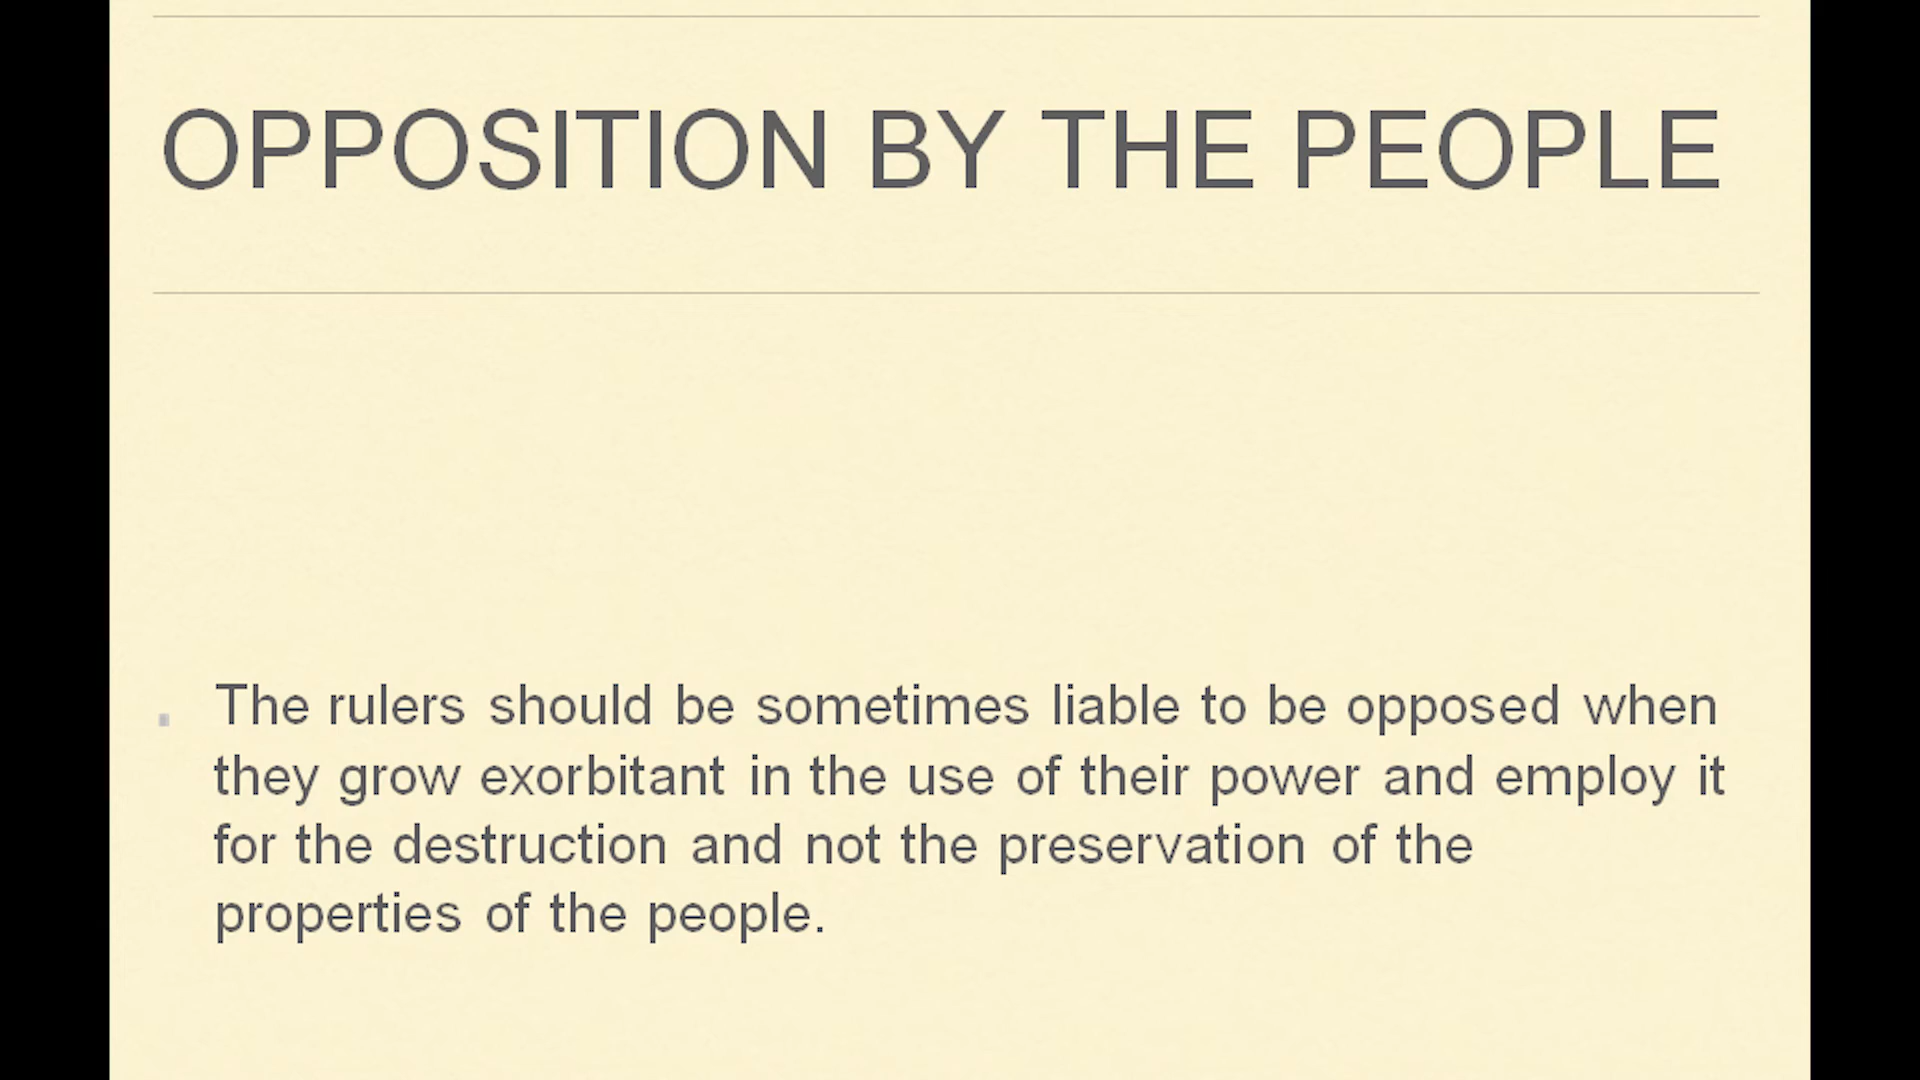 OPPOSITION BY THE PEOPLE
The rulers should be sometimes liable to be opposed when
they grow exorbitant in the use of their power and employ it
for the destruction and not the preservation of the
properties of the people.